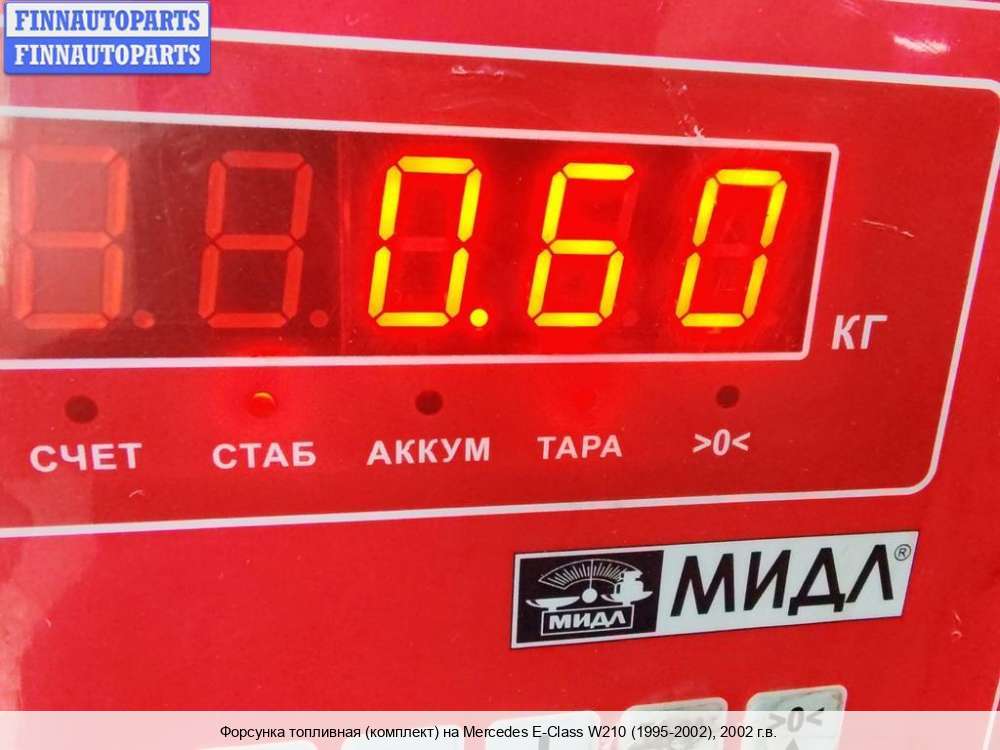 FINNAUTOPARTS
FINNAUTOPARTS
0.60
КГ
СЧЕТ СТАБ АККУМ ТАРА >0<
МИДЛ МИДЛ®
>0<
Форсунка топливная (комплект) на Mercedes E-Class W210 (1995-2002), 2002 г.в.